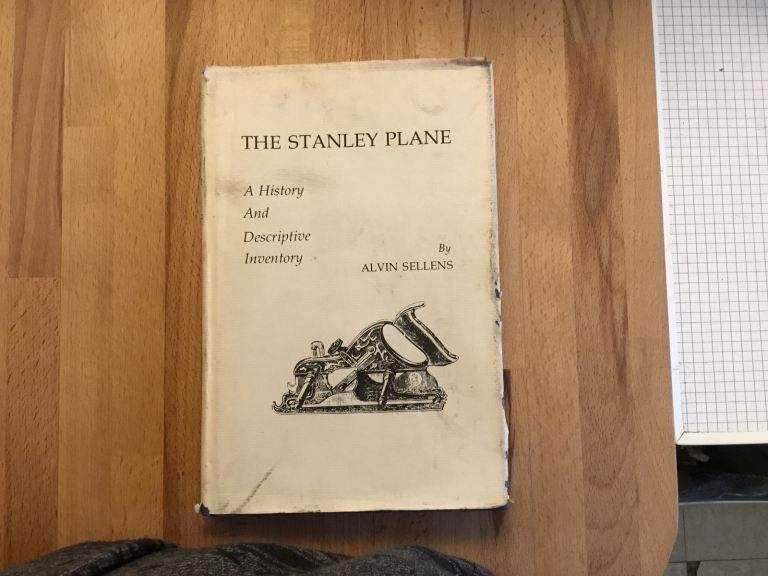 THE STANLEY PLANE
A History
And
Descriptive
Inventory
By
ALVIN SELLENS